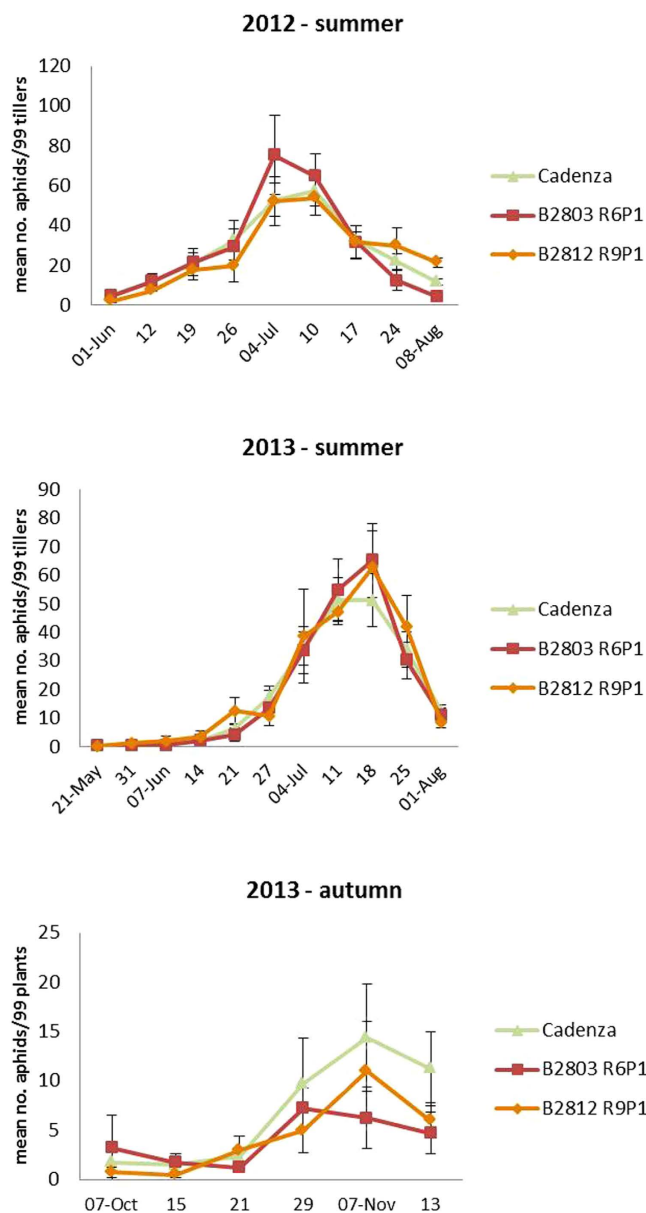 2012 - summer
mean no. aphids/99 tillers
120
100
80
60
40
20
0
01-Jun 12 19 26 04-Jul 10 17 24 08-Aug
Cadenza
B2803 R6P1
B2812 R9P1
2013 - summer
mean no. aphids/99 tillers
90
80
70
60
50
40
30
20
10
0
21-May 31 07-Jun 14 21 27 04-Jul 11 18 25 01-Aug
Cadenza
B2803 R6P1
B2812 R9P1
2013 - autumn
mean no. aphids/99 plants
25
20
15
10
5
0
07-Oct 15 21 29 07-Nov 13
Cadenza
B2803 R6P1
B2812 R9P1